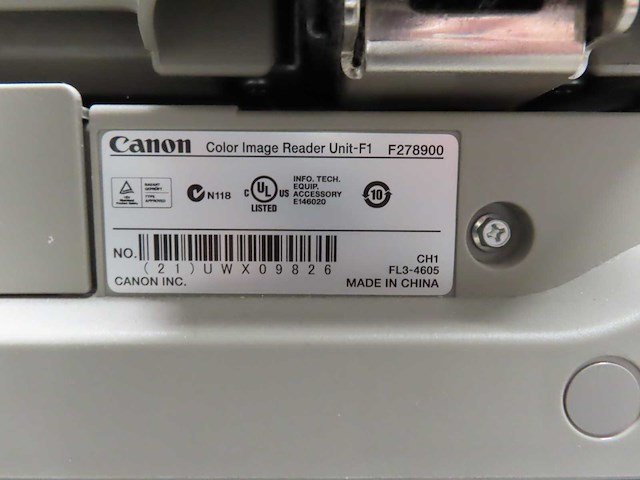 Canon Color Image Reader Unit-F1 F278900
N118
C UL US
LISTED
INFO. TECH.
EQUIP.
ACCESSORY
E146020
10
NO.
(21)UWX09826
CH1
FL3-4605
CANON INC.
MADE IN CHINA